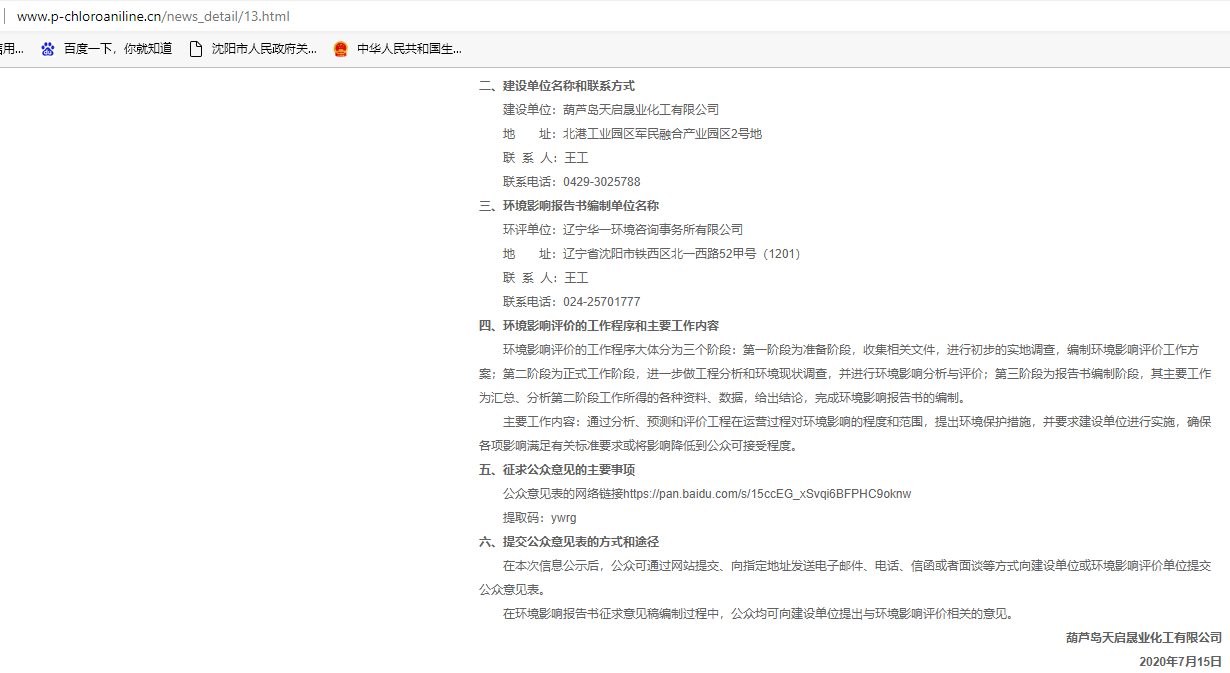 www.p-chloroaniline.cn/news_detail/13.html
用... 百度一下，你就知道 沈阳市人民政府关... 中华人民共和国生...
二、建设单位名称和联系方式
建设单位：葫芦岛天启晟业化工有限公司
地 址：北港工业园区军民融合产业园区2号地
联 系 人：王工
联系电话：0429-3025788
三、环境影响报告书编制单位名称
环评单位：辽宁华一环境咨询事务所有限公司
地 址：辽宁省沈阳市铁西区北一西路52甲号（1201）
联 系 人：王工
联系电话：024-25701777
四、环境影响评价的工作程序和主要工作内容
环境影响评价的工作程序大体分为三个阶段：第一阶段为准备阶段，收集相关文件，进行初步的实地调查，编制环境影响评价工作方
案；第二阶段为正式工作阶段，进一步做工程分析和环境现状调查，并进行环境影响分析与评价；第三阶段为报告书编制阶段，其主要工作
为汇总、分析第二阶段工作所得的各种资料、数据，给出结论，完成环境影响报告书的编制。
主要工作内容：通过分析、预测和评价工程在运营过程对环境影响的程度和范围，提出环境保护措施，并要求建设单位进行实施，确保
各项影响满足有关标准要求或将影响降低到公众可接受程度。
五、征求公众意见的主要事项
公众意见表的网络链接https://pan.baidu.com/s/15ccEG_xSvqi6BFPHC9oknw
提取码：ywrg
六、提交公众意见表的方式和途径
在本次信息公示后，公众可通过网站提交、向指定地址发送电子邮件、电话、信函或者面谈等方式向建设单位或环境影响评价单位提交
公众意见表。
在环境影响报告书征求意见稿编制过程中，公众均可向建设单位提出与环境影响评价相关的意见。
葫芦岛天启晟业化工有限公司
2020年7月15日